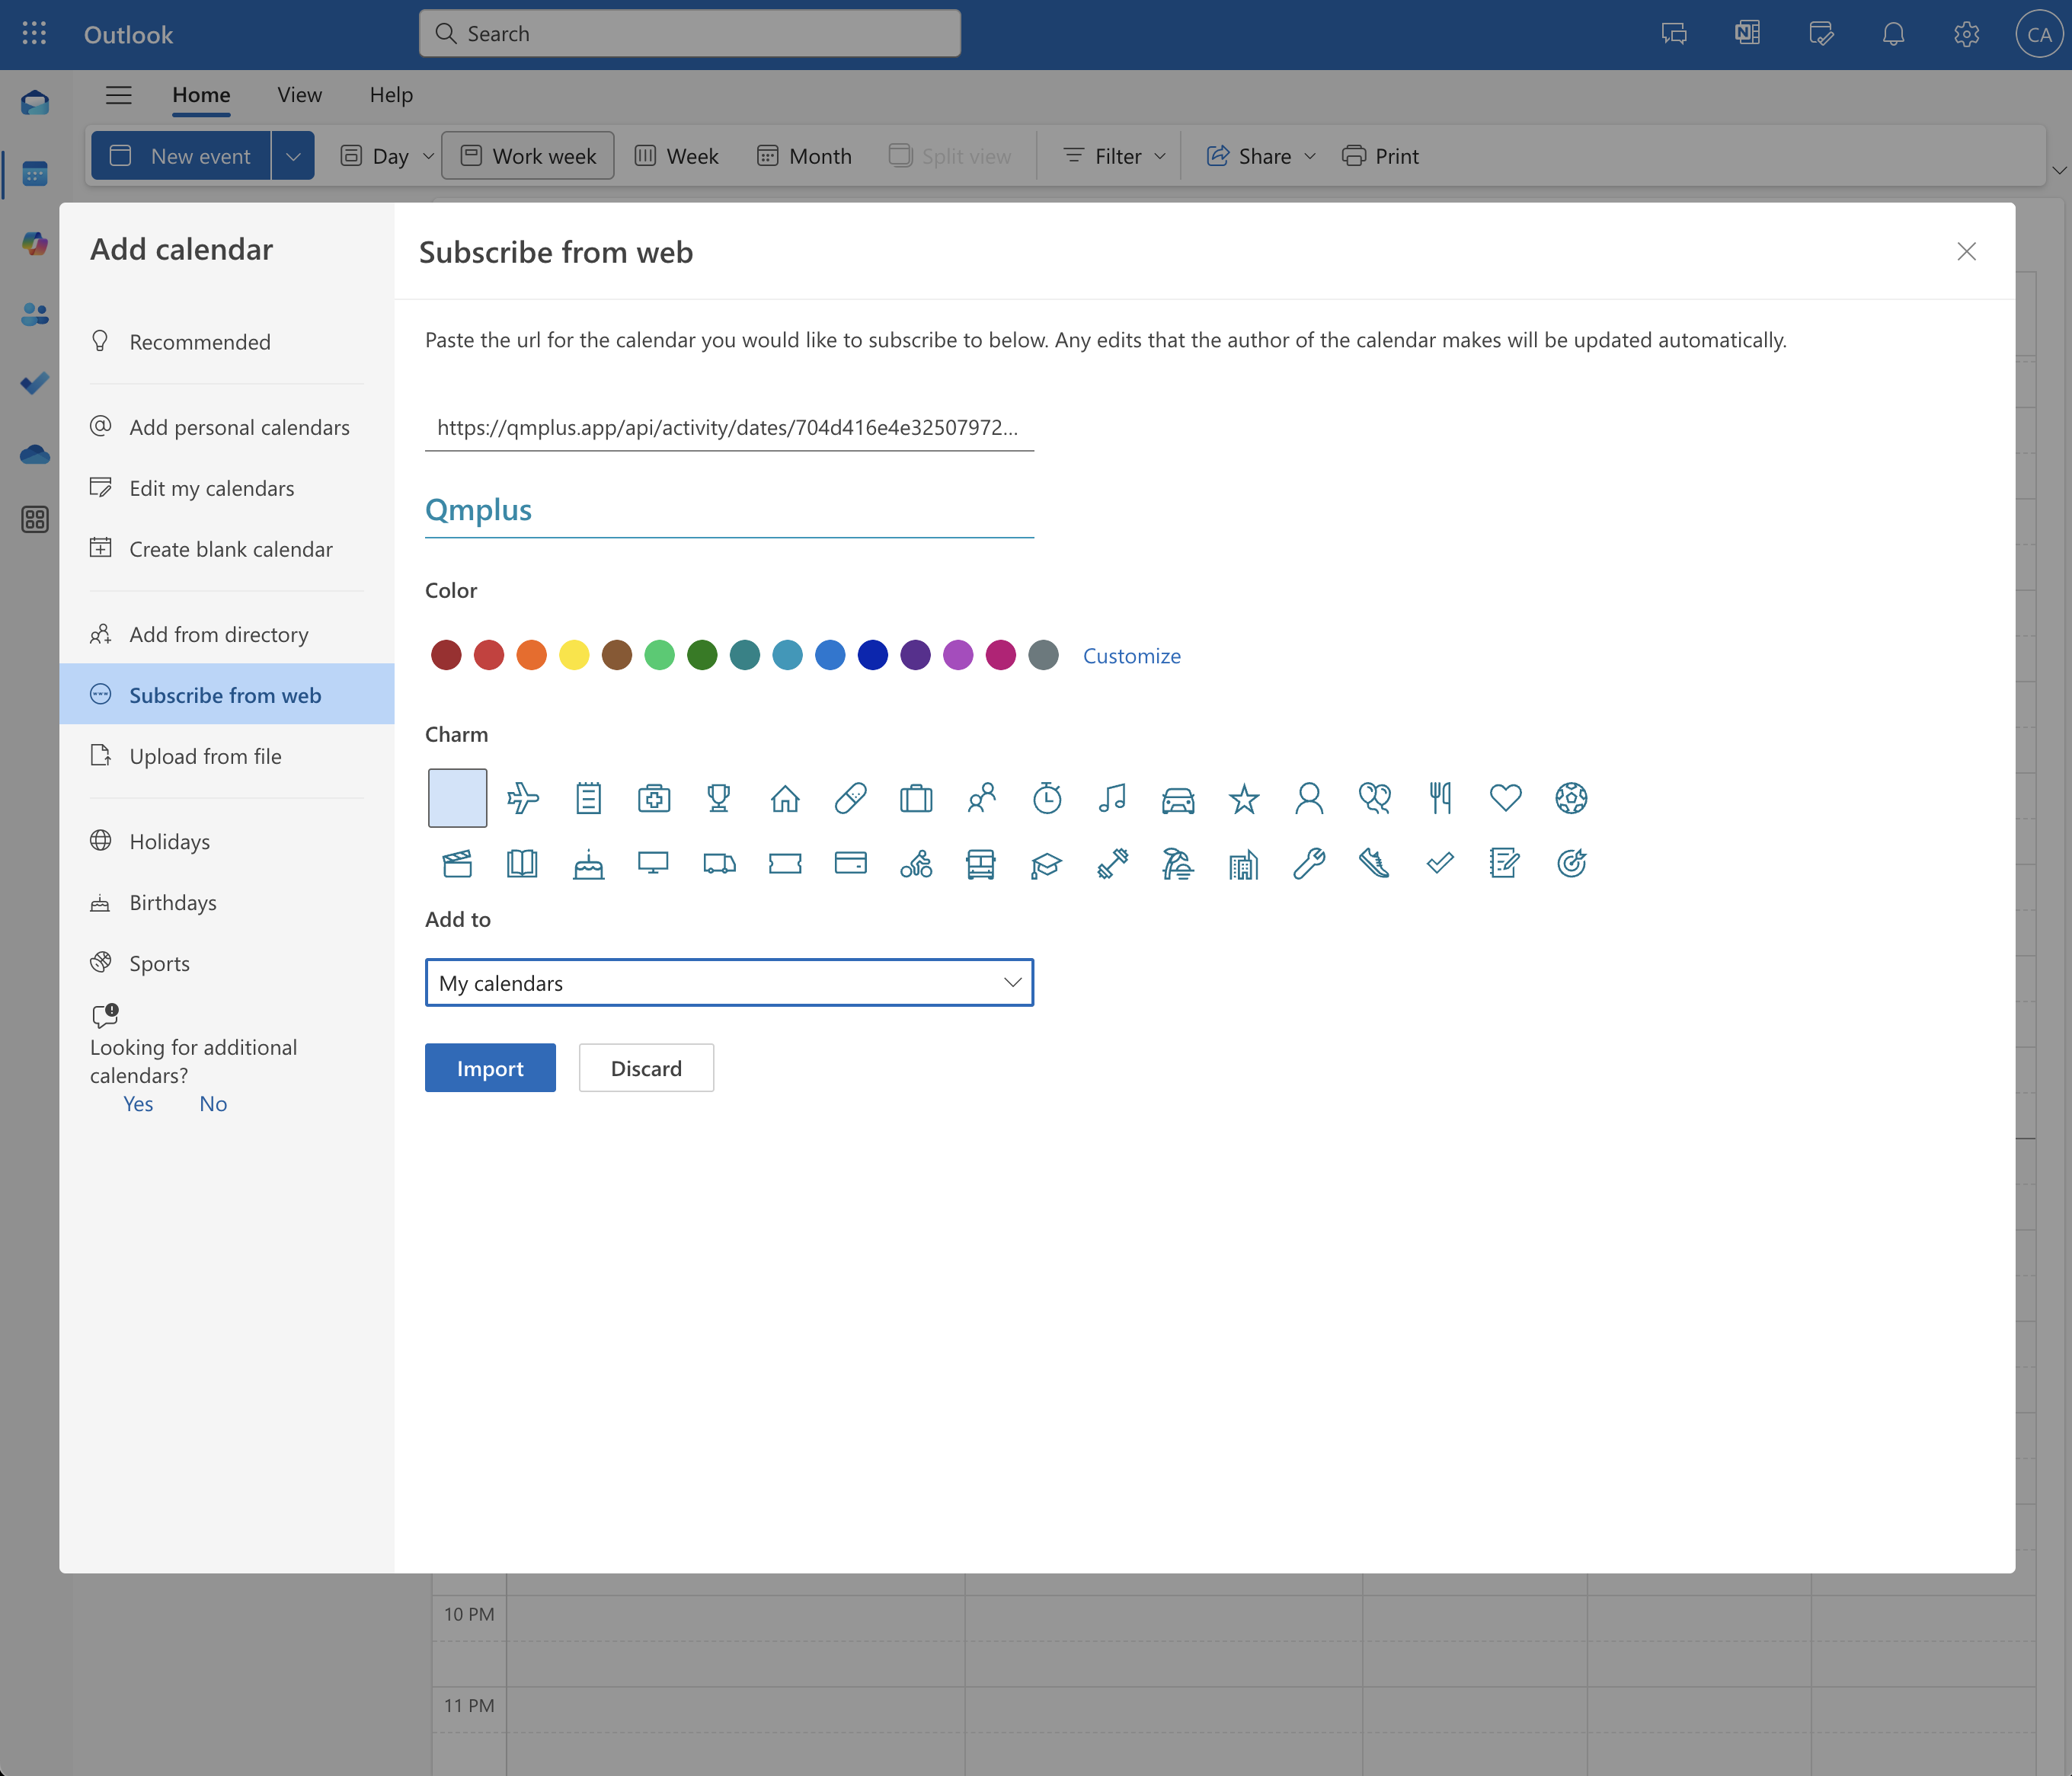 Outlook
Search
CA
Home View Help
New event Day Work week Week Month Split view Filter Share Print
Add calendar
Recommended
Add personal calendars
Edit my calendars
Create blank calendar
Add from directory
Subscribe from web
Upload from file
Holidays
Birthdays
Sports
Looking for additional
calendars?
Yes No
Subscribe from web
Paste the url for the calendar you would like to subscribe to below. Any edits that the author of the calendar makes will be updated automatically.
https://qmplus.app/api/activity/dates/704d416e4e32507972...
Qmplus
Color
Customize
Charm
Add to
My calendars
Import Discard
10 PM
11 PM